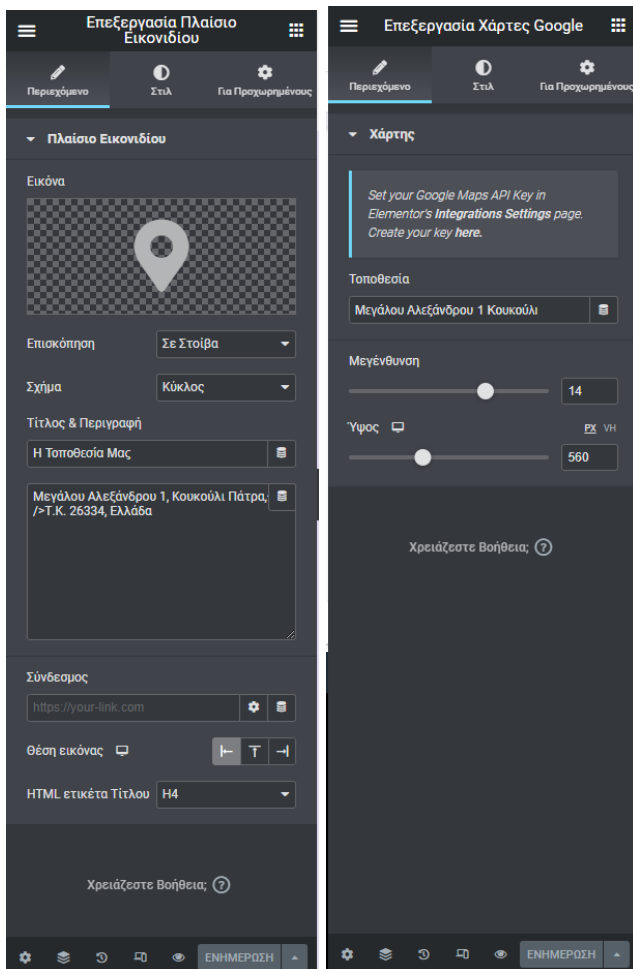 Επεξεργασία Πλαίσιο
Εικονιδίου
Περιεχόμενο
Στιλ
Για Προχωρημένους
Πλαίσιο Εικονιδίου
Εικόνα
Επισκόπηση
Σε Στοίβα
Σχήμα
Κύκλος
Τίτλος & Περιγραφή
Η Τοποθεσία Μας
Μεγάλου Αλεξάνδρου 1, Κουκούλι Πάτρα,
/>Τ.Κ. 26334, Ελλάδα
Σύνδεσμος
https://your-link.com
Θέση εικόνας
HTML ετικέτα Τίτλου
H4
Χρειάζεστε Βοήθεια;
ΕΝΗΜΕΡΩΣΗ
Επεξεργασία Χάρτες Google
Περιεχόμενο
Στιλ
Για Προχωρημένους
Χάρτης
Set your Google Maps API Key in
Elementor's Integrations Settings page.
Create your key here.
Τοποθεσία
Μεγάλου Αλεξάνδρου 1 Κουκούλι
Μεγένθυνση
14
Ύψος
PX VH
560
Χρειάζεστε Βοήθεια;
ΕΝΗΜΕΡΩΣΗ